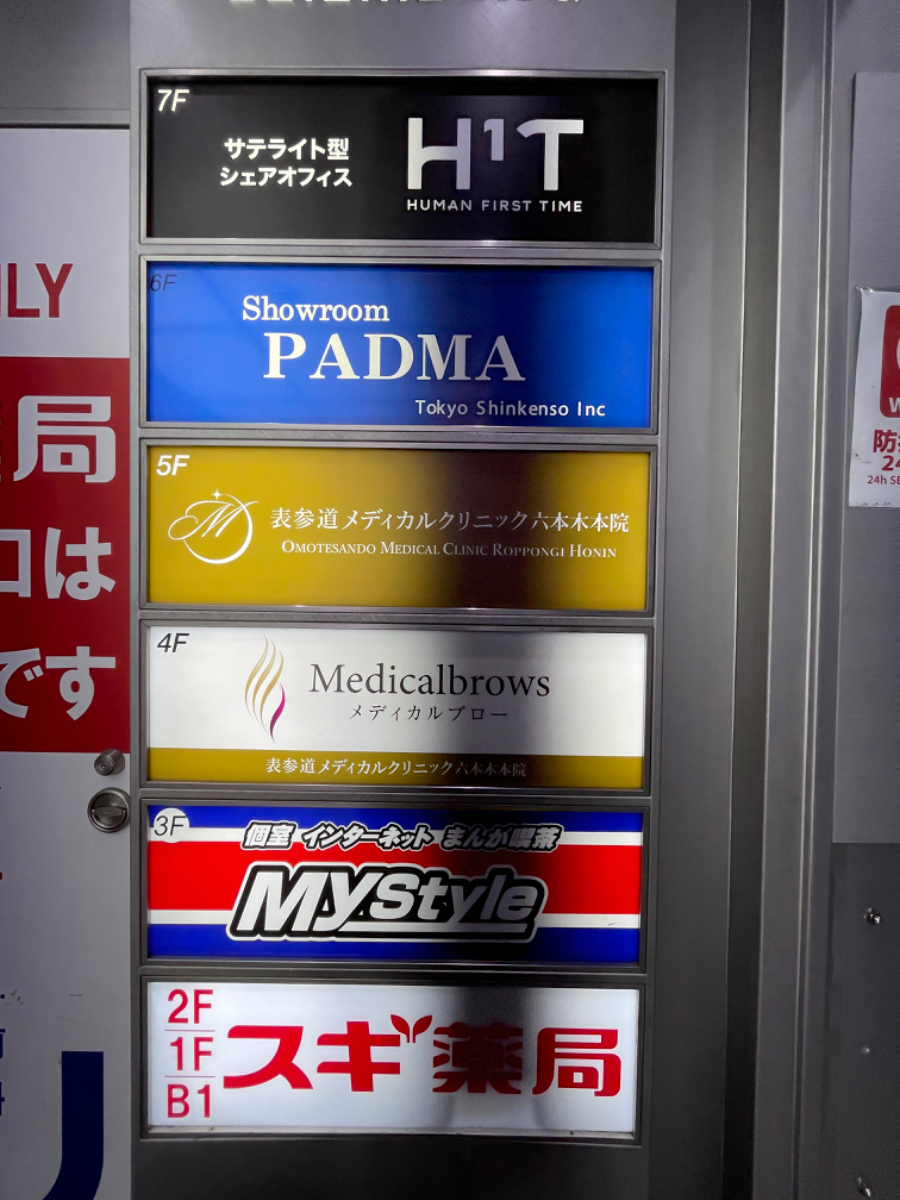 7F
サテライト型
シェアオフィス
H¹T
HUMAN FIRST TIME
6F
Showroom
PADMA
Tokyo Shinkenso Inc
5F
M
表参道メディカルクリニック六本木本院
OMOTESANDO MEDICAL CLINIC ROPPONGI HONIN
4F
Medicalbrows
メディカルブロー
表参道メディカルクリニック六本木本院
3F
個室 インターネット まんが喫茶
MyStyle
2F
1F
B1
スギ薬局
LY
局
口は
です
防
24
24h SE